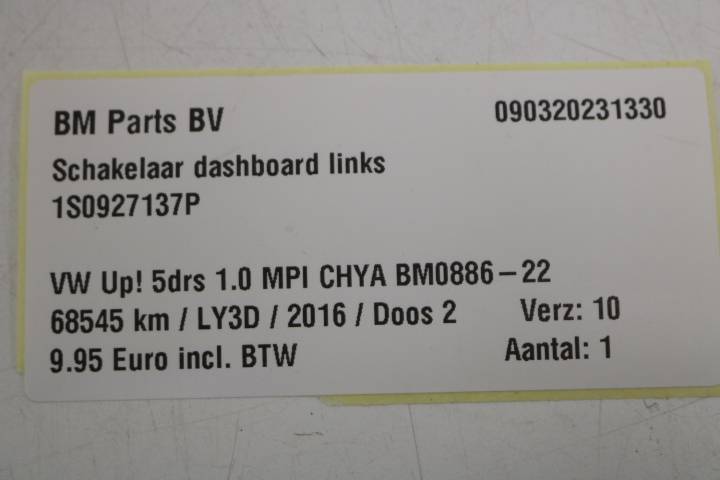 BM Parts BV 090320231330
Schakelaar dashboard links
1S0927137P
VW Up! 5drs 1.0 MPI CHYA BM0886-22
68545 km / LY3D / 2016 / Doos 2 Verz: 10
9.95 Euro incl. BTW Aantal: 1